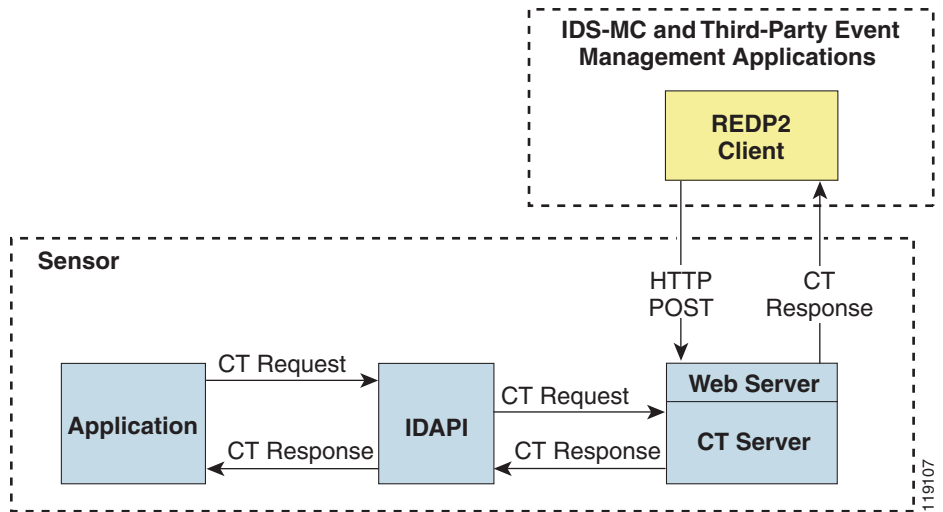 IDS-MC and Third-Party Event
Management Applications
REDP2
Client
Sensor
HTTP
POST
CT
Response
CT Request
CT Request
Web Server
Application
IDAPI
CT Server
CT Response
CT Response
119107